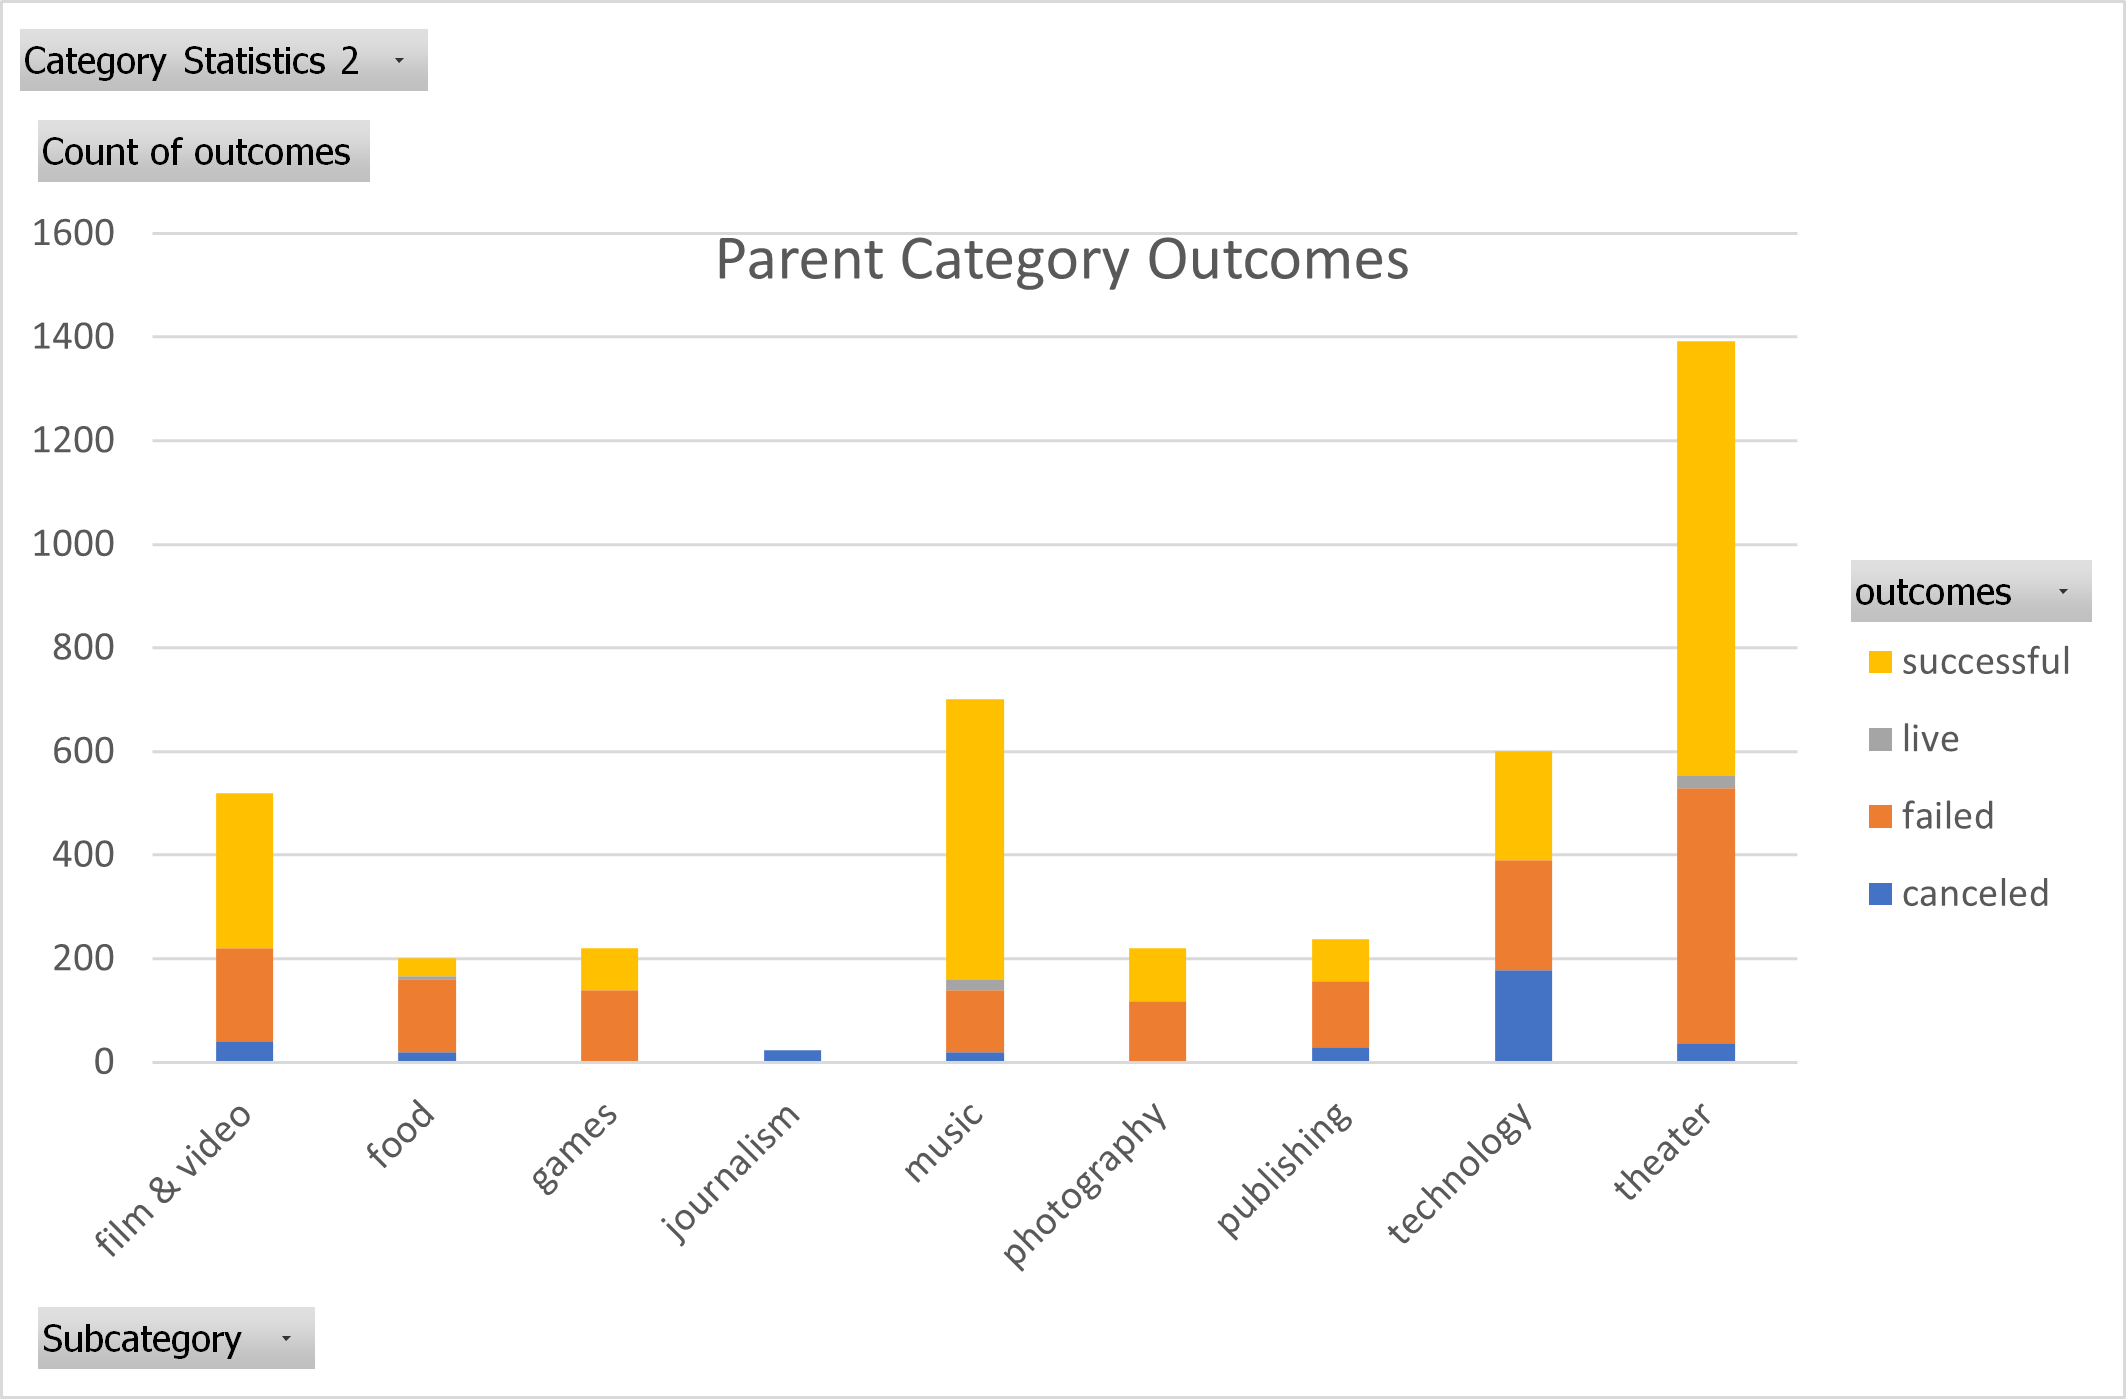 Category Statistics 2
Count of outcomes
Parent Category Outcomes
1600
1400
1200
1000
800
600
400
200
0
film & video
food
games
journalism
music
photography
publishing
technology
theater
outcomes
successful
live
failed
canceled
Subcategory